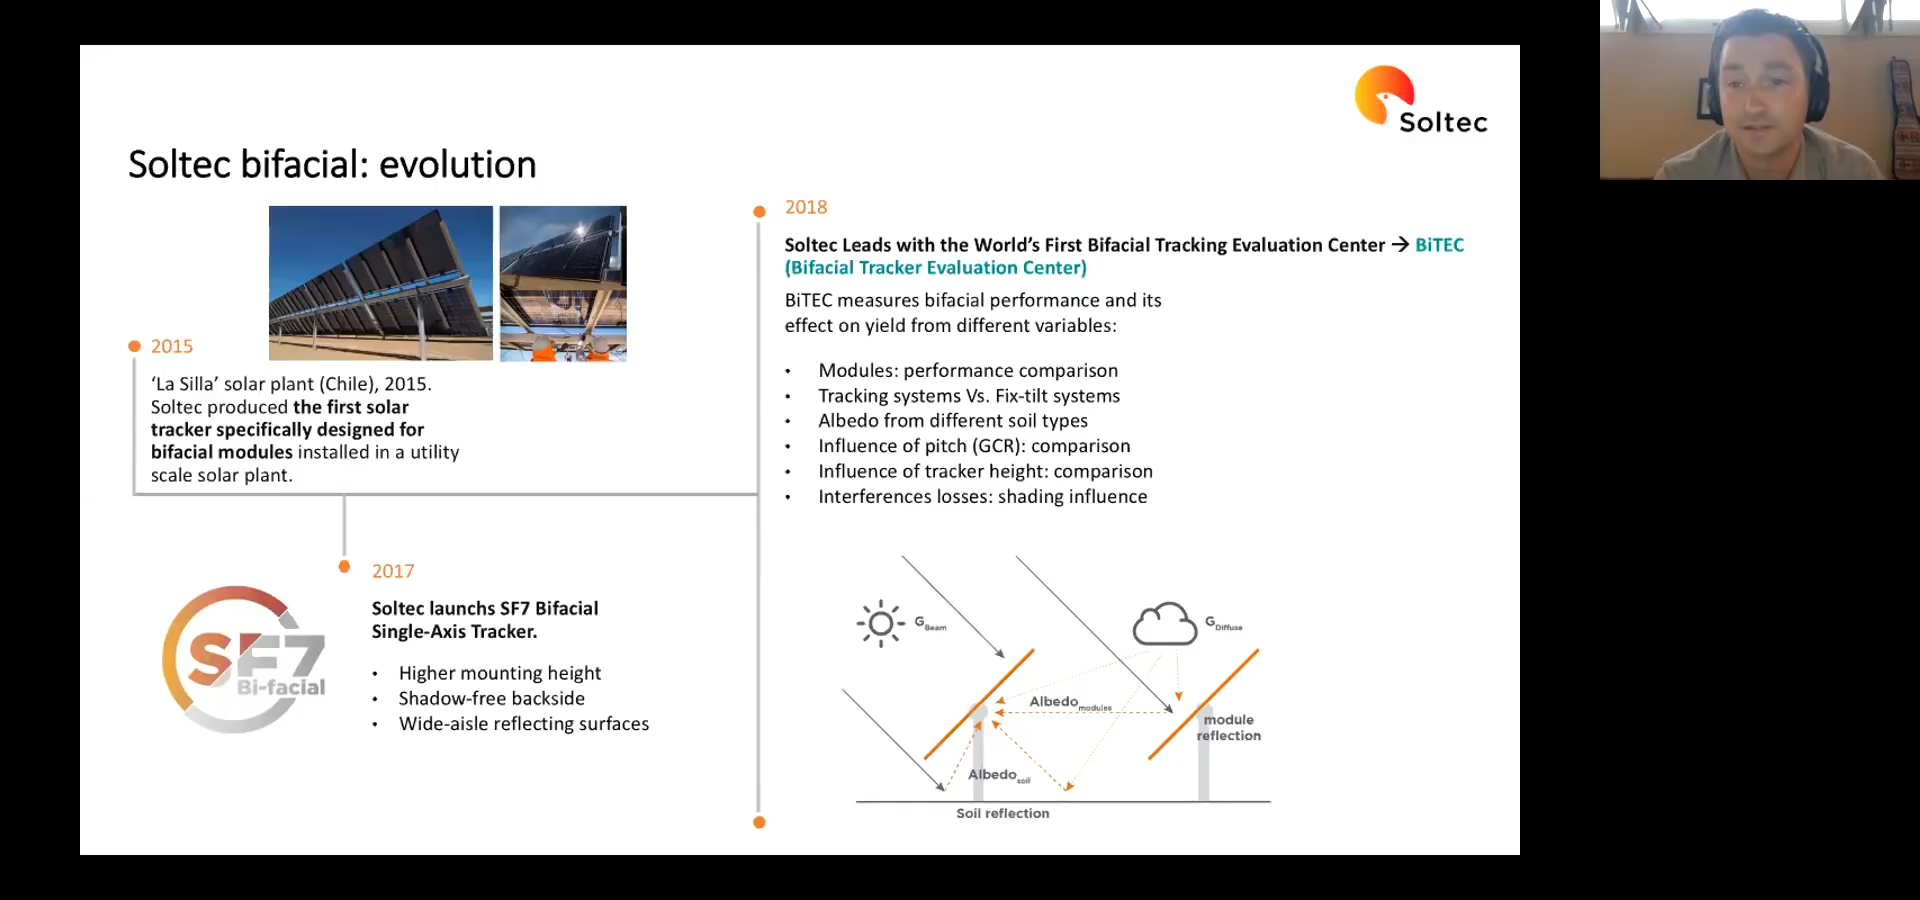 Soltec
Soltec bifacial: evolution
2015
‘La Silla’ solar plant (Chile), 2015.
Soltec produced the first solar
tracker specifically designed for
bifacial modules installed in a utility
scale solar plant.
SF7
Bi-facial
2017
Soltec launchs SF7 Bifacial
Single-Axis Tracker.
• Higher mounting height
• Shadow-free backside
• Wide-aisle reflecting surfaces
2018
Soltec Leads with the World’s First Bifacial Tracking Evaluation Center → BiTEC
(Bifacial Tracker Evaluation Center)
BiTEC measures bifacial performance and its
effect on yield from different variables:
• Modules: performance comparison
• Tracking systems Vs. Fix-tilt systems
• Albedo from different soil types
• Influence of pitch (GCR): comparison
• Influence of tracker height: comparison
• Interferences losses: shading influence
G Beam
G Diffuse
Albedo modules
module
reflection
Albedo soil
Soil reflection